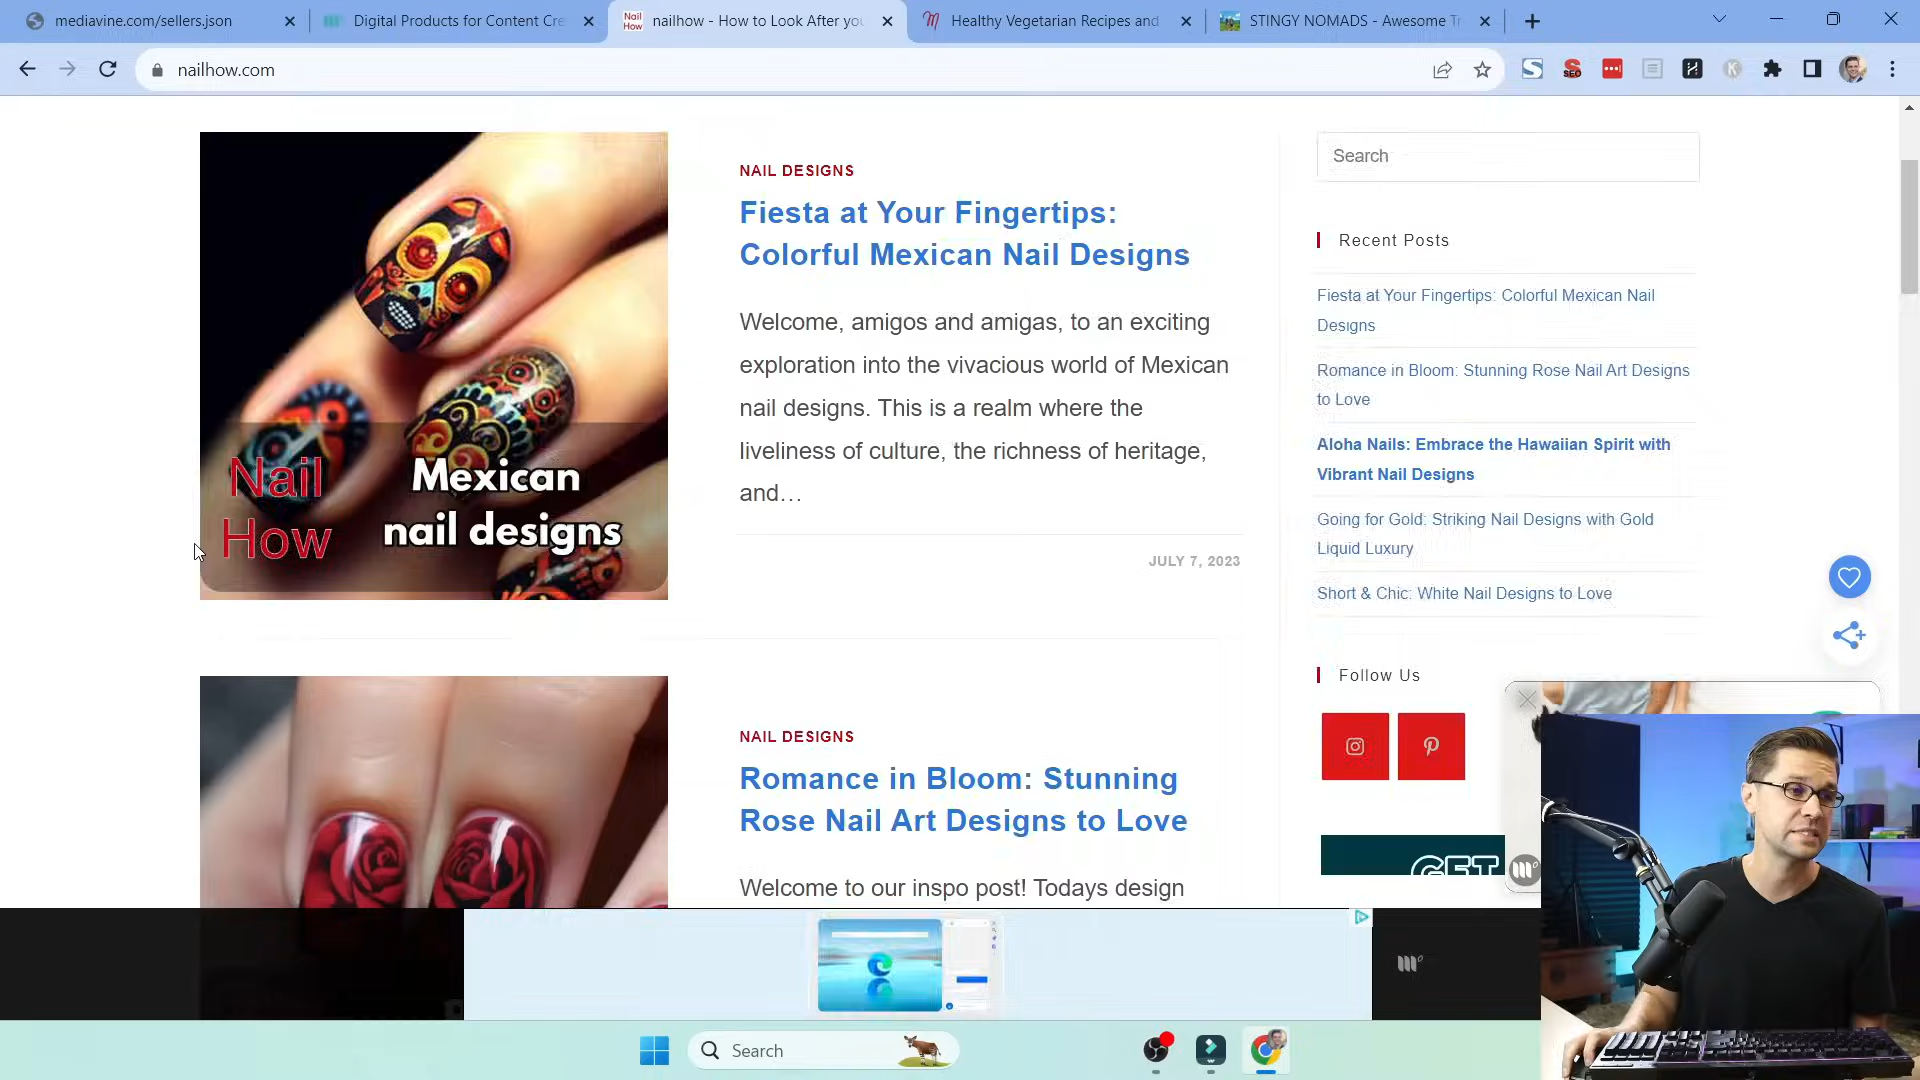 mediavine.com/sellers.json
Digital Products for Content Cre
nailhow - How to Look After you
Healthy Vegetarian Recipes and
STINGY NOMADS - Awesome Tr
nailhow.com
NAIL DESIGNS
Fiesta at Your Fingertips:
Colorful Mexican Nail Designs
Welcome, amigos and amigas, to an exciting
exploration into the vivacious world of Mexican
nail designs. This is a realm where the
liveliness of culture, the richness of heritage,
and…
JULY 7, 2023
Nail
How
Mexican
nail designs
NAIL DESIGNS
Romance in Bloom: Stunning
Rose Nail Art Designs to Love
Welcome to our inspo post! Todays design
Search
Recent Posts
Fiesta at Your Fingertips: Colorful Mexican Nail
Designs
Romance in Bloom: Stunning Rose Nail Art Designs
to Love
Aloha Nails: Embrace the Hawaiian Spirit with
Vibrant Nail Designs
Going for Gold: Striking Nail Designs with Gold
Liquid Luxury
Short & Chic: White Nail Designs to Love
Follow Us
GET
Search